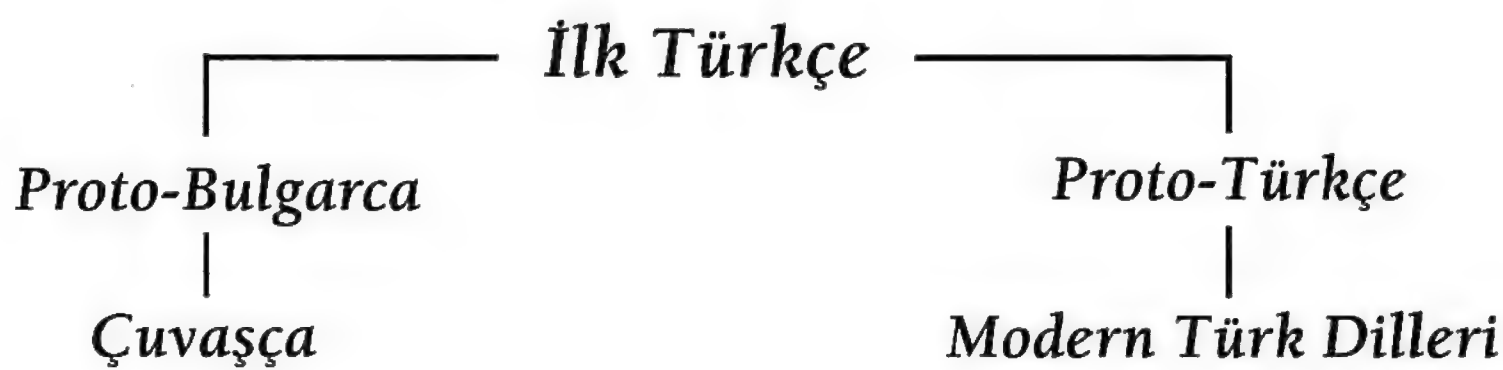 İlk Türkçe
Proto-Bulgarca
Proto-Türkçe
Çuvaşça
Modern Türk Dilleri